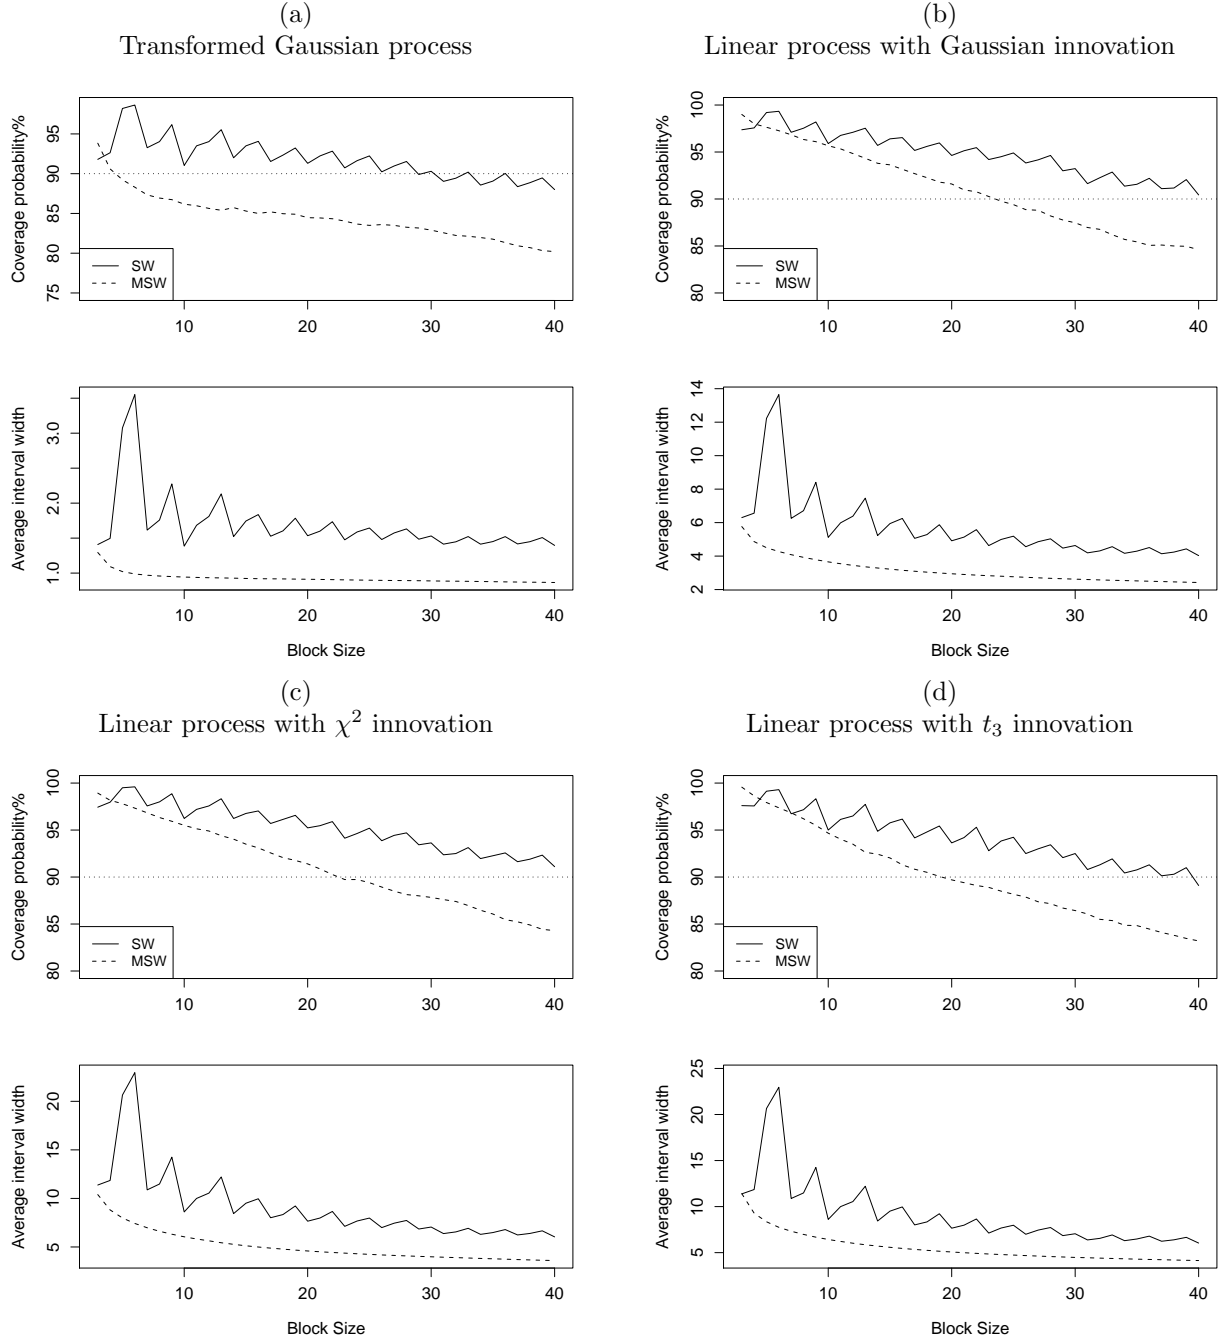 (a)
Transformed Gaussian process
Coverage probability%
75 80 85 90 95
SW
MSW
10 20 30 40
Average interval width
1.0 2.0 3.0
10 20 30 40
Block Size
(b)
Linear process with Gaussian innovation
Coverage probability%
80 85 90 95 100
SW
MSW
10 20 30 40
Average interval width
2 4 6 8 10 12 14
10 20 30 40
Block Size
(c)
Linear process with χ² innovation
Coverage probability%
80 85 90 95 100
SW
MSW
10 20 30 40
Average interval width
5 10 15 20
10 20 30 40
Block Size
(d)
Linear process with t₃ innovation
Coverage probability%
80 85 90 95 100
SW
MSW
10 20 30 40
Average interval width
5 10 15 20 25
10 20 30 40
Block Size